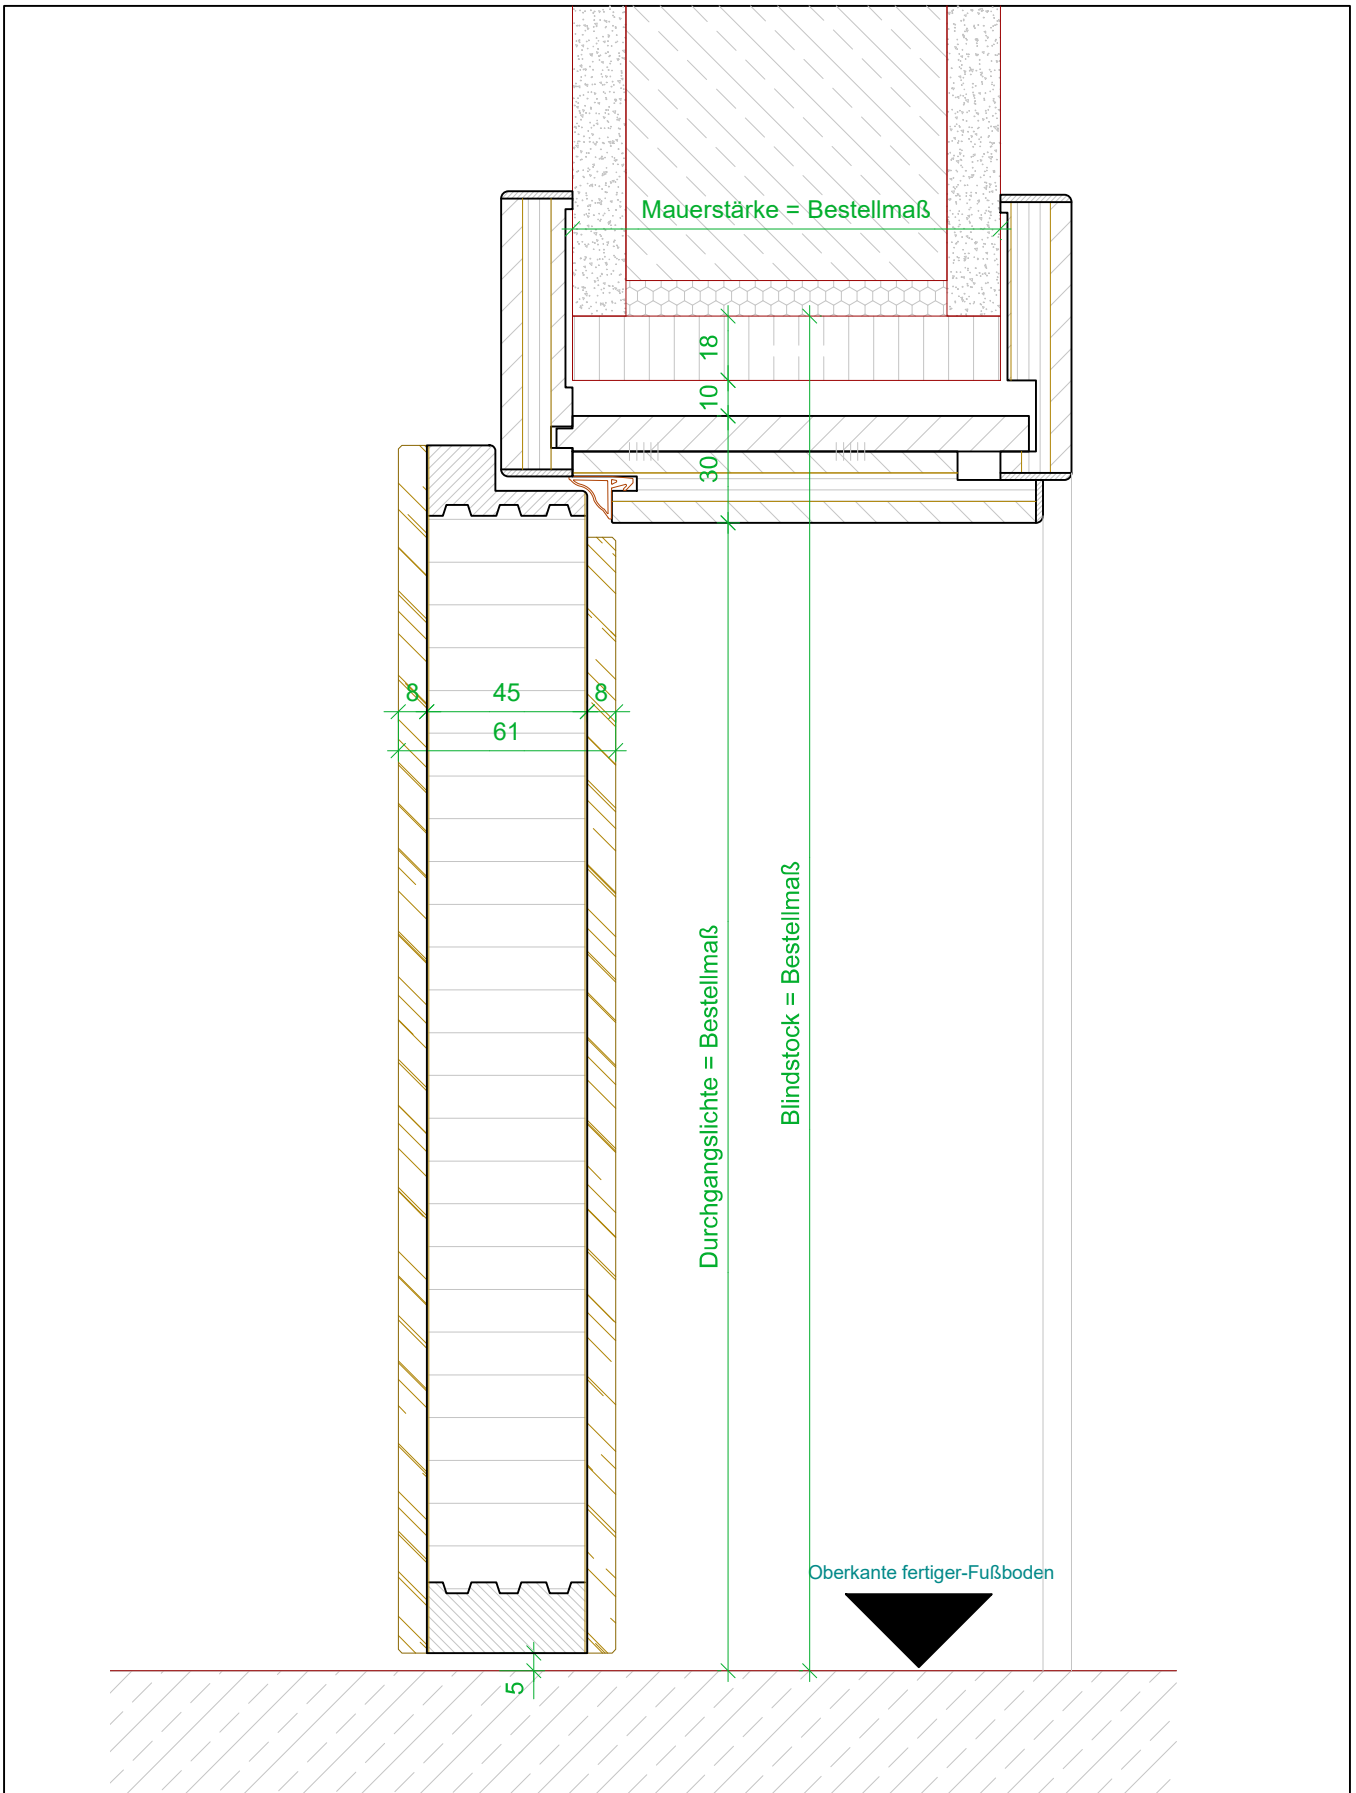 Mauerstärke = Bestellmaß
18
10
30
8
45
8
61
Durchgangslichte = Bestellmaß
Blindstock = Bestellmaß
Oberkante fertiger-Fußboden
5